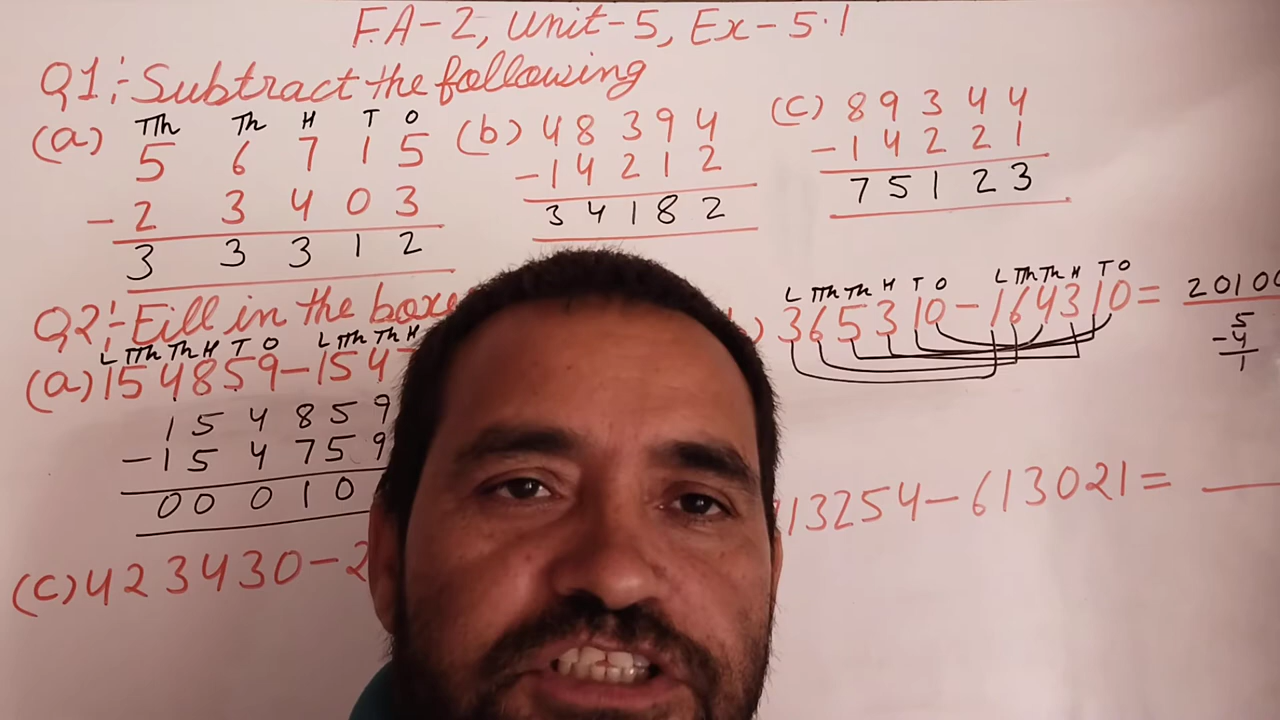 F.A-2, Unit-5, Ex-5.1
Q1:- Subtract the following
(a) TTh Th H T O
5 6 7 1 5
- 2 3 4 0 3
3 3 3 1 2
(b) 4 8 3 9 4
- 1 4 2 1 2
3 4 1 8 2
(c) 8 9 3 4 4
- 1 4 2 2 1
7 5 1 2 3
Q2:- Fill in the boxe
L TTh Th H T O L TTh Th H
(a) 154859 - 154
1 5 4 8 5 9
- 1 5 4 7 5 9
0 0 0 1 0
L TTh Th H T O L TTh Th H T O
) 365310 - 164310 = 20100
5
- 4
1
(c) 423430 - 2
13254 - 613021 =